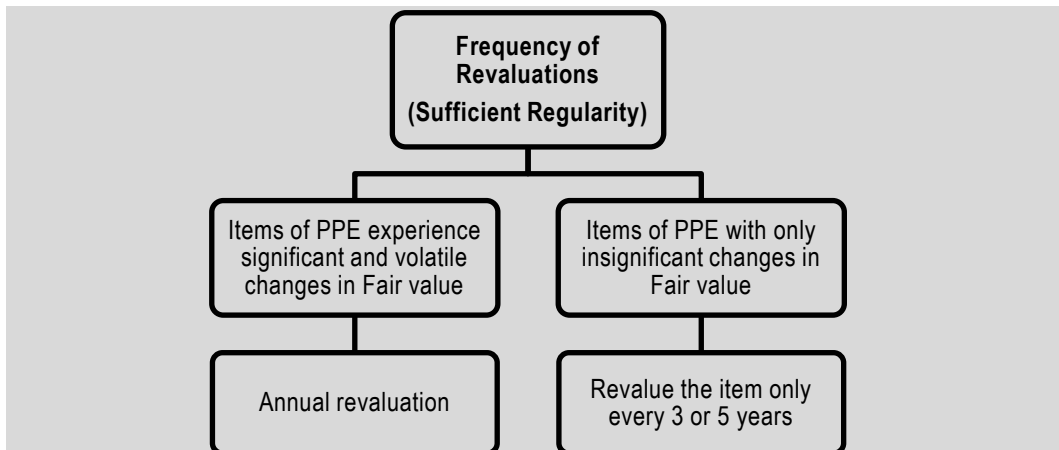 Frequency of
Revaluations
(Sufficient Regularity)
Items of PPE experience
significant and volatile
changes in Fair value
Items of PPE with only
insignificant changes in
Fair value
Annual revaluation
Revalue the item only
every 3 or 5 years